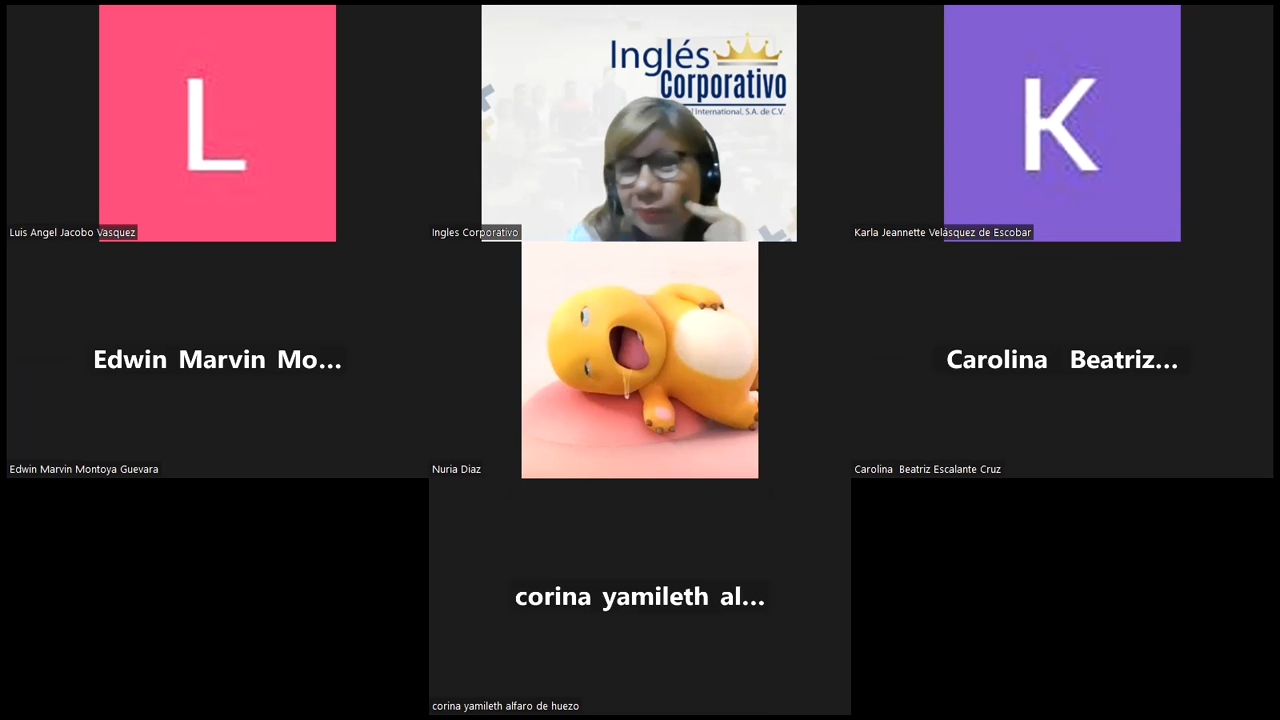 L
Luis Angel Jacobo Vasquez
Inglés
Corporativo
l International, S.A. de C.V.
Ingles Corporativo
K
Karla Jeannette Velásquez de Escobar
Edwin Marvin Mo...
Edwin Marvin Montoya Guevara
Nuria Diaz
Carolina Beatriz...
Carolina Beatriz Escalante Cruz
corina yamileth al...
corina yamileth alfaro de huezo